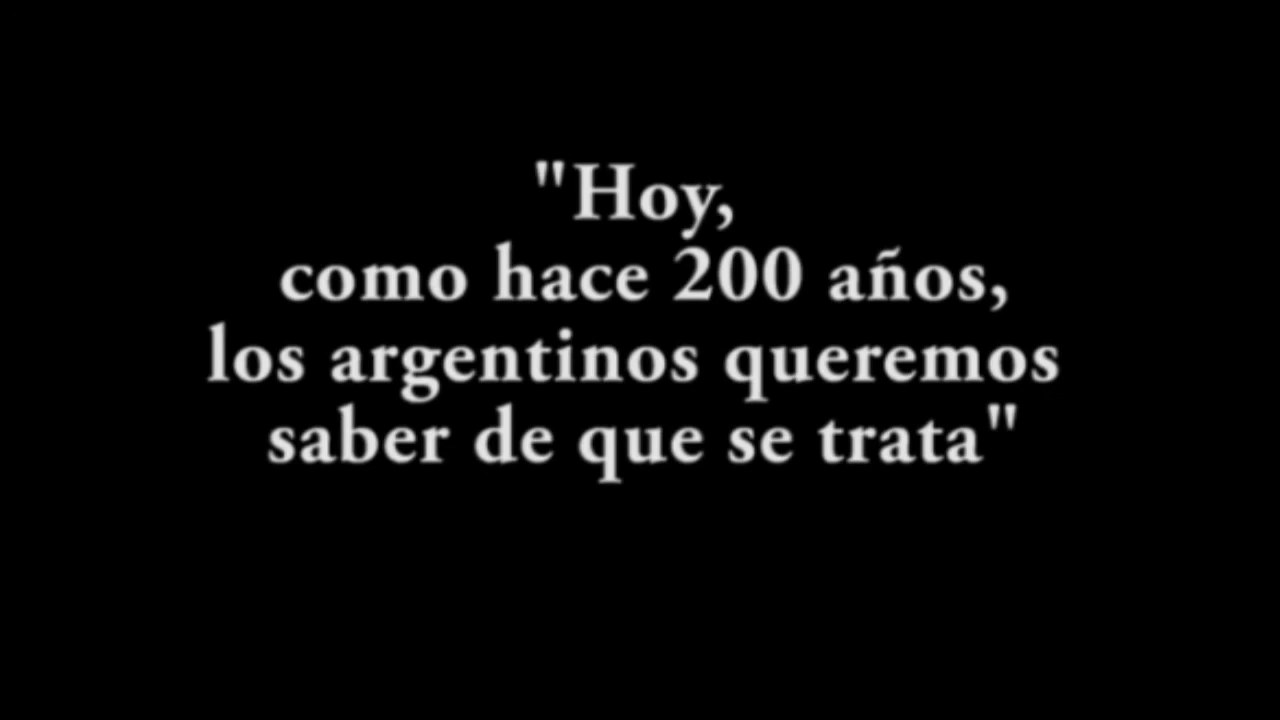 "Hoy,
como hace 200 años,
los argentinos queremos
saber de que se trata"